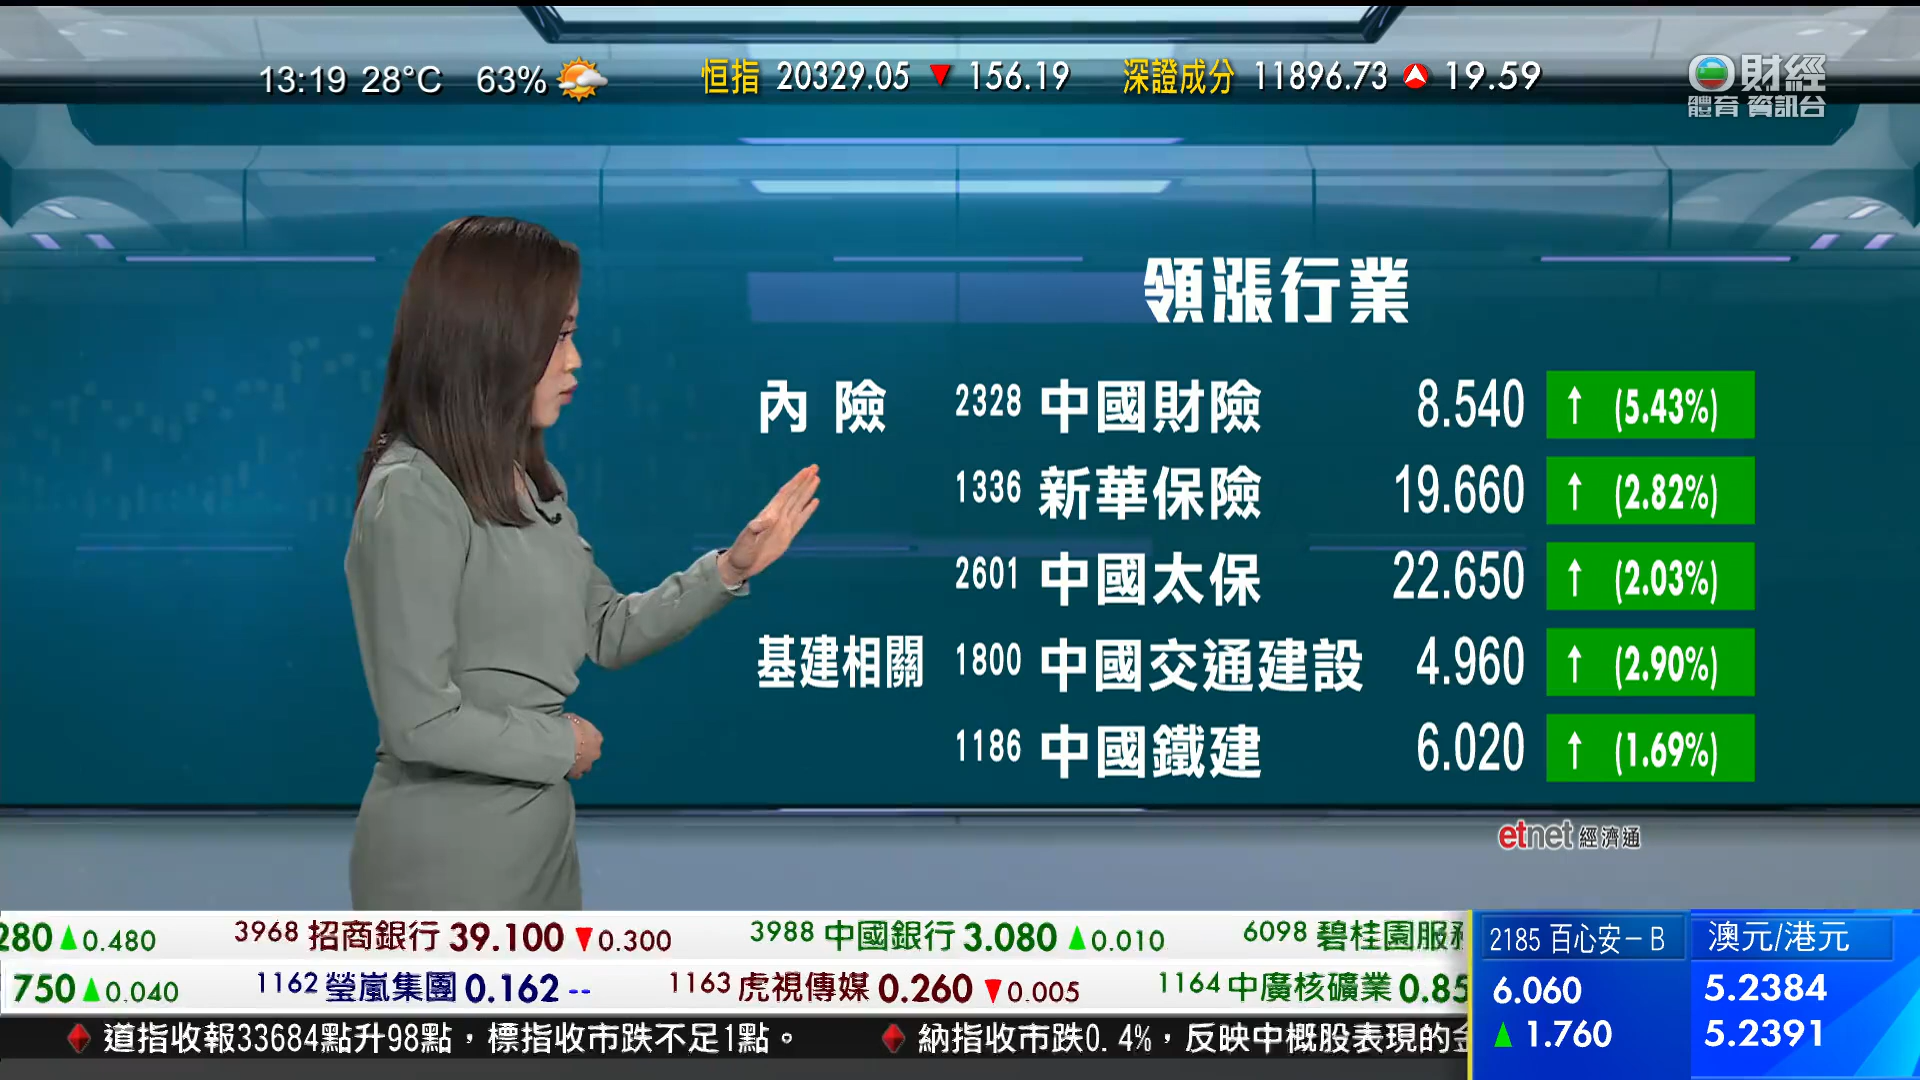 13:19 28°C 63% 恒指 20329.05 ▼ 156.19 深證成分 11896.73 ▲ 19.59
財經
體育 資訊台
領漲行業
內險 2328 中國財險 8.540 ↑ (5.43%)
1336 新華保險 19.660 ↑ (2.82%)
2601 中國太保 22.650 ↑ (2.03%)
基建相關 1800 中國交通建設 4.960 ↑ (2.90%)
1186 中國鐵建 6.020 ↑ (1.69%)
etnet 經濟通
280 ▲ 0.480 3968 招商銀行 39.100 ▼ 0.300 3988 中國銀行 3.080 ▲ 0.010 6098 碧桂園服務
750 ▲ 0.040 1162 瑩嵐集團 0.162 -- 1163 虎視傳媒 0.260 ▼ 0.005 1164 中廣核礦業 0.85
道指收報33684點升98點，標指收市跌不足1點。 納指收市跌0.4%，反映中概股表現的金
2185 百心安－B
6.060
▲ 1.760
澳元/港元
5.2384
5.2391